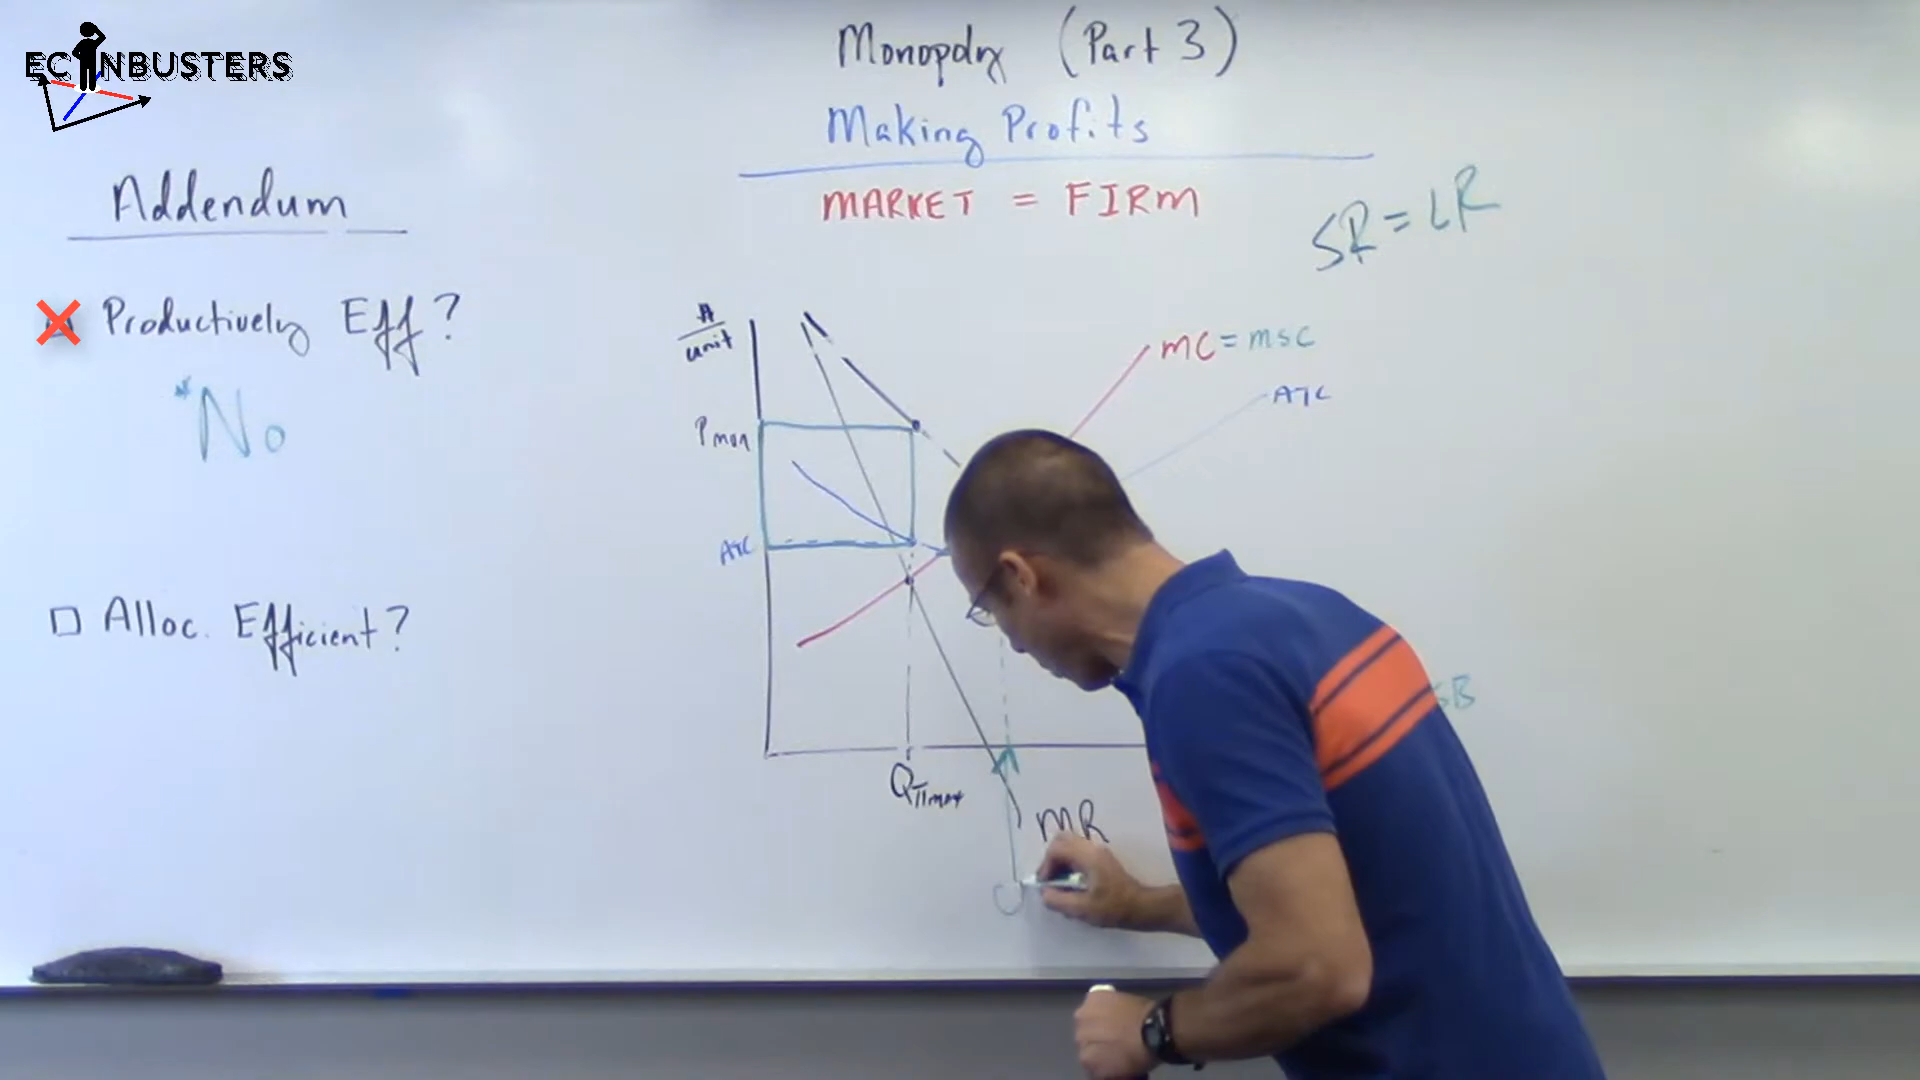 ECONBUSTERS
Monopoly (Part 3)
Making Profits
MARKET = FIRM
SR = LR
Addendum
Productively Eff?
*No
Alloc. Efficient?
$/unit
Pmon
ATC
MC = MSC
ATC
QΠmax
MR
SB